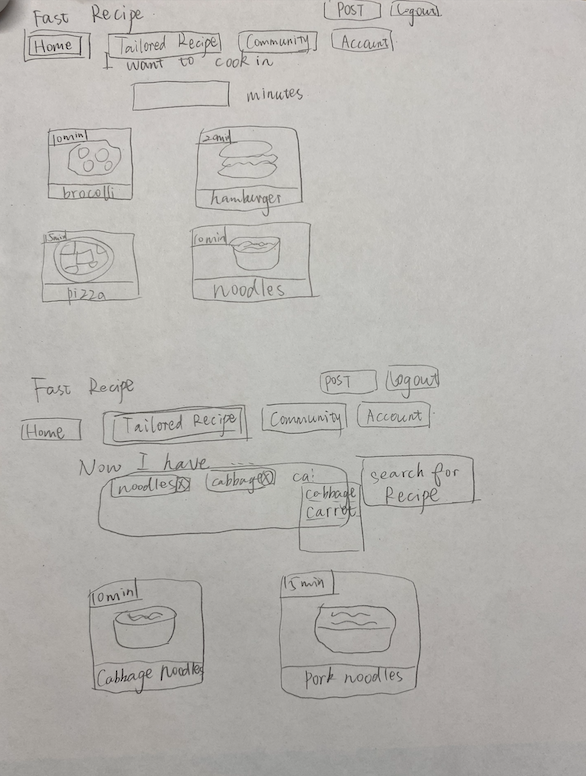 Fast Recipe POST Logout
Home Tailored Recipe Community Account
I want to cook in
minutes
10min 20min
brocolli hamburger
15min 10min
pizza noodles
Fast Recipe POST Logout
Home Tailored Recipe Community Account
Now I have .....
noodles x cabbage x ca: search for
cabbage Recipe
carrot
10min 15min
Cabbage noodles Pork noodles